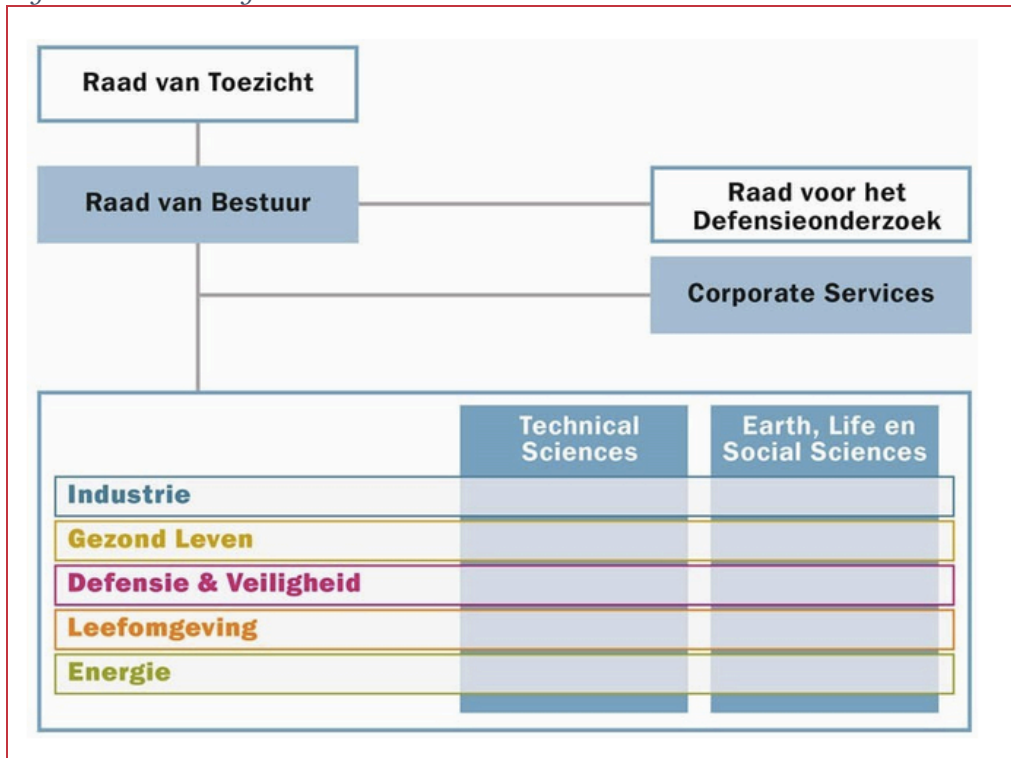 Raad van Toezicht
Raad van Bestuur
Raad voor het
Defensieonderzoek
Corporate Services
Technical
Sciences
Earth, Life en
Social Sciences
Industrie
Gezond Leven
Defensie & Veiligheid
Leefomgeving
Energie